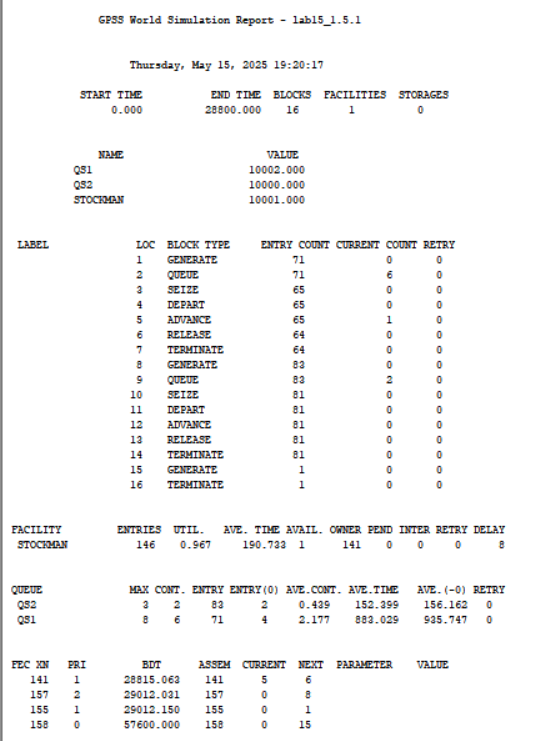 GPSS World Simulation Report - lab15_1.5.1
Thursday, May 15, 2025 19:20:17
START TIME END TIME BLOCKS FACILITIES STORAGES
0.000 28800.000 16 1 0
NAME VALUE
QS1 10002.000
QS2 10000.000
STOCKMAN 10001.000
LABEL LOC BLOCK TYPE ENTRY COUNT CURRENT COUNT RETRY
1 GENERATE 71 0 0
2 QUEUE 71 6 0
3 SEIZE 65 0 0
4 DEPART 65 0 0
5 ADVANCE 65 1 0
6 RELEASE 64 0 0
7 TERMINATE 64 0 0
8 GENERATE 83 0 0
9 QUEUE 83 2 0
10 SEIZE 81 0 0
11 DEPART 81 0 0
12 ADVANCE 81 0 0
13 RELEASE 81 0 0
14 TERMINATE 81 0 0
15 GENERATE 1 0 0
16 TERMINATE 1 0 0
FACILITY ENTRIES UTIL. AVE. TIME AVAIL. OWNER PEND INTER RETRY DELAY
STOCKMAN 146 0.967 190.733 1 141 0 0 0 8
QUEUE MAX CONT. ENTRY ENTRY(0) AVE.CONT. AVE.TIME AVE.(-0) RETRY
QS2 3 2 83 2 0.439 152.399 156.162 0
QS1 8 6 71 4 2.177 883.029 935.747 0
FEC XN PRI BDT ASSEM CURRENT NEXT PARAMETER VALUE
141 1 28815.063 141 5 6
157 2 29012.031 157 0 8
155 1 29012.150 155 0 1
158 0 57600.000 158 0 15